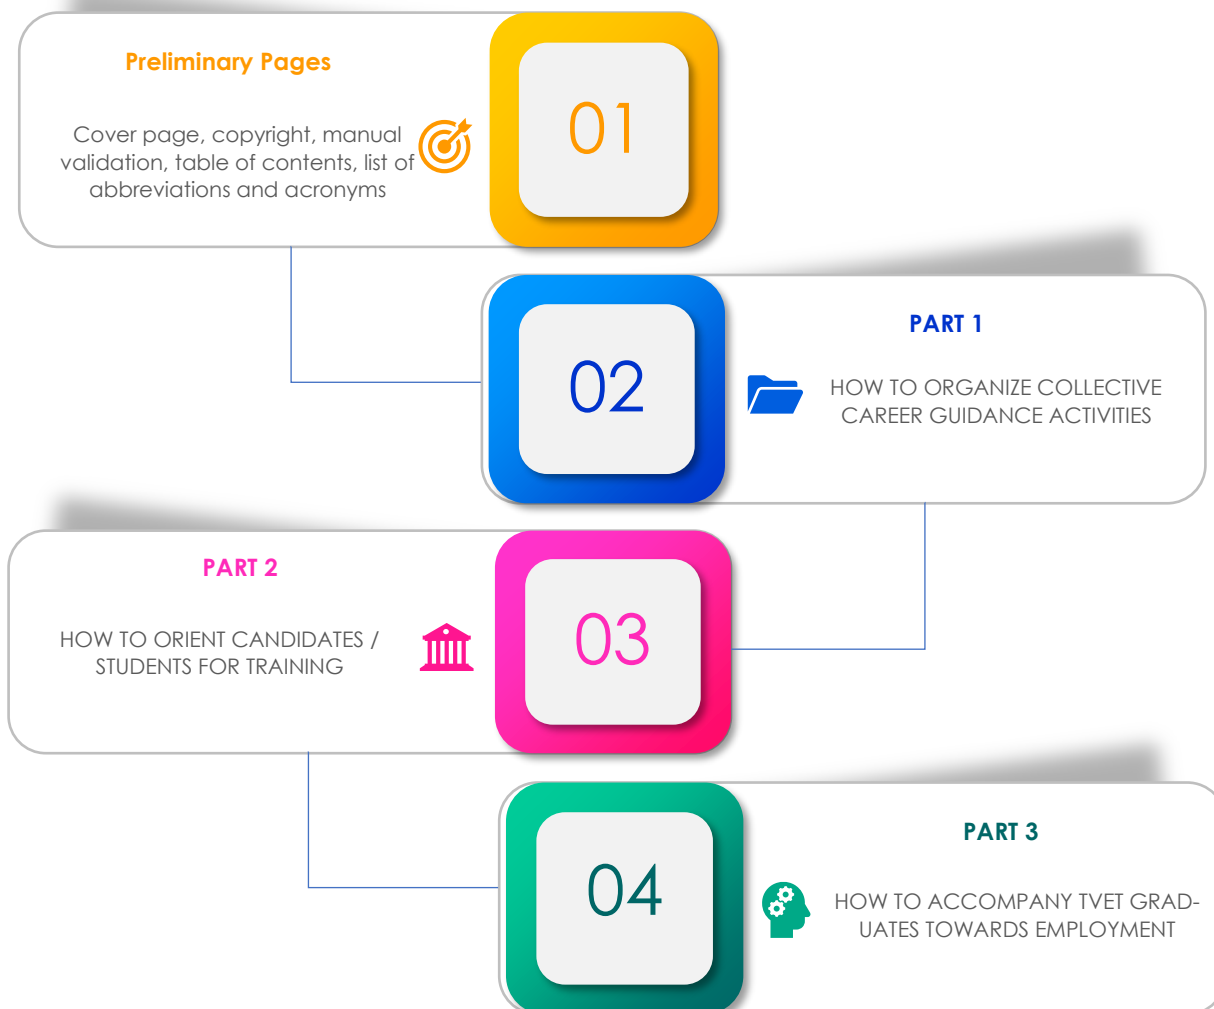 Preliminary Pages
Cover page, copyright, manual
validation, table of contents, list of
abbreviations and acronyms
01
02
PART 1
HOW TO ORGANIZE COLLECTIVE
CAREER GUIDANCE ACTIVITIES
PART 2
HOW TO ORIENT CANDIDATES /
STUDENTS FOR TRAINING
03
04
PART 3
HOW TO ACCOMPANY TVET GRAD-
UATES TOWARDS EMPLOYMENT